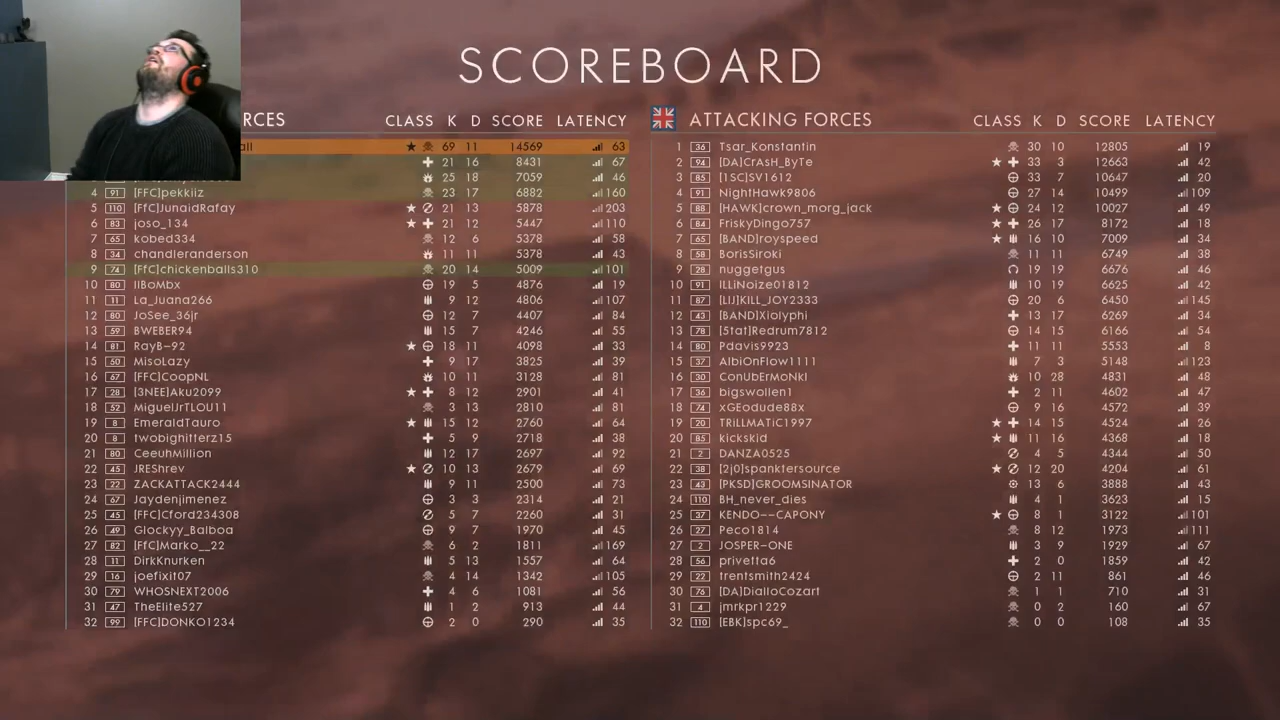 SCOREBOARD
RCES CLASS K D SCORE LATENCY
69 11 14569 63
21 16 8431 67
25 18 7059 46
4 91 [FFC]pekkiiz 23 17 6882 160
5 110 [FfC]JunaidRafay 21 13 5878 203
6 83 joso_134 21 12 5447 110
7 65 kobed334 12 6 5378 58
8 34 chandleranderson 11 11 5378 43
9 74 [FfC]chickenballs310 20 14 5009 101
10 80 IIBoMbx 19 5 4876 19
11 11 La_Juana266 9 12 4806 107
12 80 JoSee_36jr 12 7 4407 84
13 59 BWEBER94 15 7 4246 55
14 81 RayB-92 18 11 4098 33
15 60 MisoLazy 9 17 3825 39
16 67 [FFC]CoopNL 10 11 3128 81
17 28 [3NEE]Aku2099 8 12 2901 41
18 52 MiguelJrTLOU11 3 13 2810 81
19 8 EmeraldTauro 15 12 2760 64
20 8 twobighitterz15 5 9 2718 38
21 80 CeeuhMillion 12 17 2697 92
22 45 JREShrev 10 13 2679 69
23 22 ZACKATTACK2444 9 11 2500 73
24 67 Jaydenjimenez 3 3 2314 21
25 45 [FFC]Cford234308 5 7 2260 31
26 49 Glockyy_Balboa 9 7 1970 45
27 82 [FfC]Marko__22 6 2 1811 169
28 11 DirkKnurken 5 13 1557 64
29 16 joefixit07 4 14 1342 105
30 79 WHOSNEXT2006 4 6 1081 56
31 47 TheElite527 1 2 913 44
32 99 [FFC]DONKO1234 2 0 290 35
ATTACKING FORCES CLASS K D SCORE LATENCY
1 36 Tsar_Konstantin 30 10 12805 19
2 94 [DA]CrASH_ByTe 33 3 12663 42
3 85 [1SC]SV1612 33 7 10647 20
4 91 NightHawk9806 27 14 10499 109
5 88 [HAWK]crown_morg_jack 24 12 10027 49
6 84 FriskyDingo757 26 17 8172 18
7 65 [BAND]royspeed 16 10 7009 34
8 58 BorisSiroki 11 11 6749 38
9 28 nuggetgus 19 19 6676 46
10 91 ILLiNoize01812 10 19 6625 42
11 87 [LIJ]KILL_JOY2333 20 6 6450 145
12 43 [BAND]Xiolyphi 13 17 6269 34
13 78 [5tat]Redrum7812 14 15 6166 54
14 80 Pdavis9923 11 11 5553 8
15 37 AlbiOnFlow1111 7 3 5148 123
16 30 ConUbErMoNkI 10 28 4831 48
17 36 bigswollen1 2 11 4602 47
18 74 xGEodude88x 9 16 4572 39
19 20 TRiLLMATiC1997 14 15 4524 26
20 85 kickskid 11 16 4368 18
21 2 DANZA0525 4 5 4344 50
22 38 [2j0]spanktersource 12 20 4204 61
23 43 [PKSD]GROOMSINATOR 13 6 3888 43
24 110 BH_never_dies 4 1 3623 15
25 37 KENDO--CAPONY 8 1 3122 101
26 27 Peco1814 8 12 1973 111
27 2 JOSPER-ONE 3 9 1929 67
28 56 privetta6 2 0 1859 42
29 22 trentsmith2424 2 11 861 46
30 76 [DA]DialloCozart 1 1 710 31
31 4 jmrkpr1229 0 2 160 67
32 110 [EBK]spc69_ 0 0 108 35